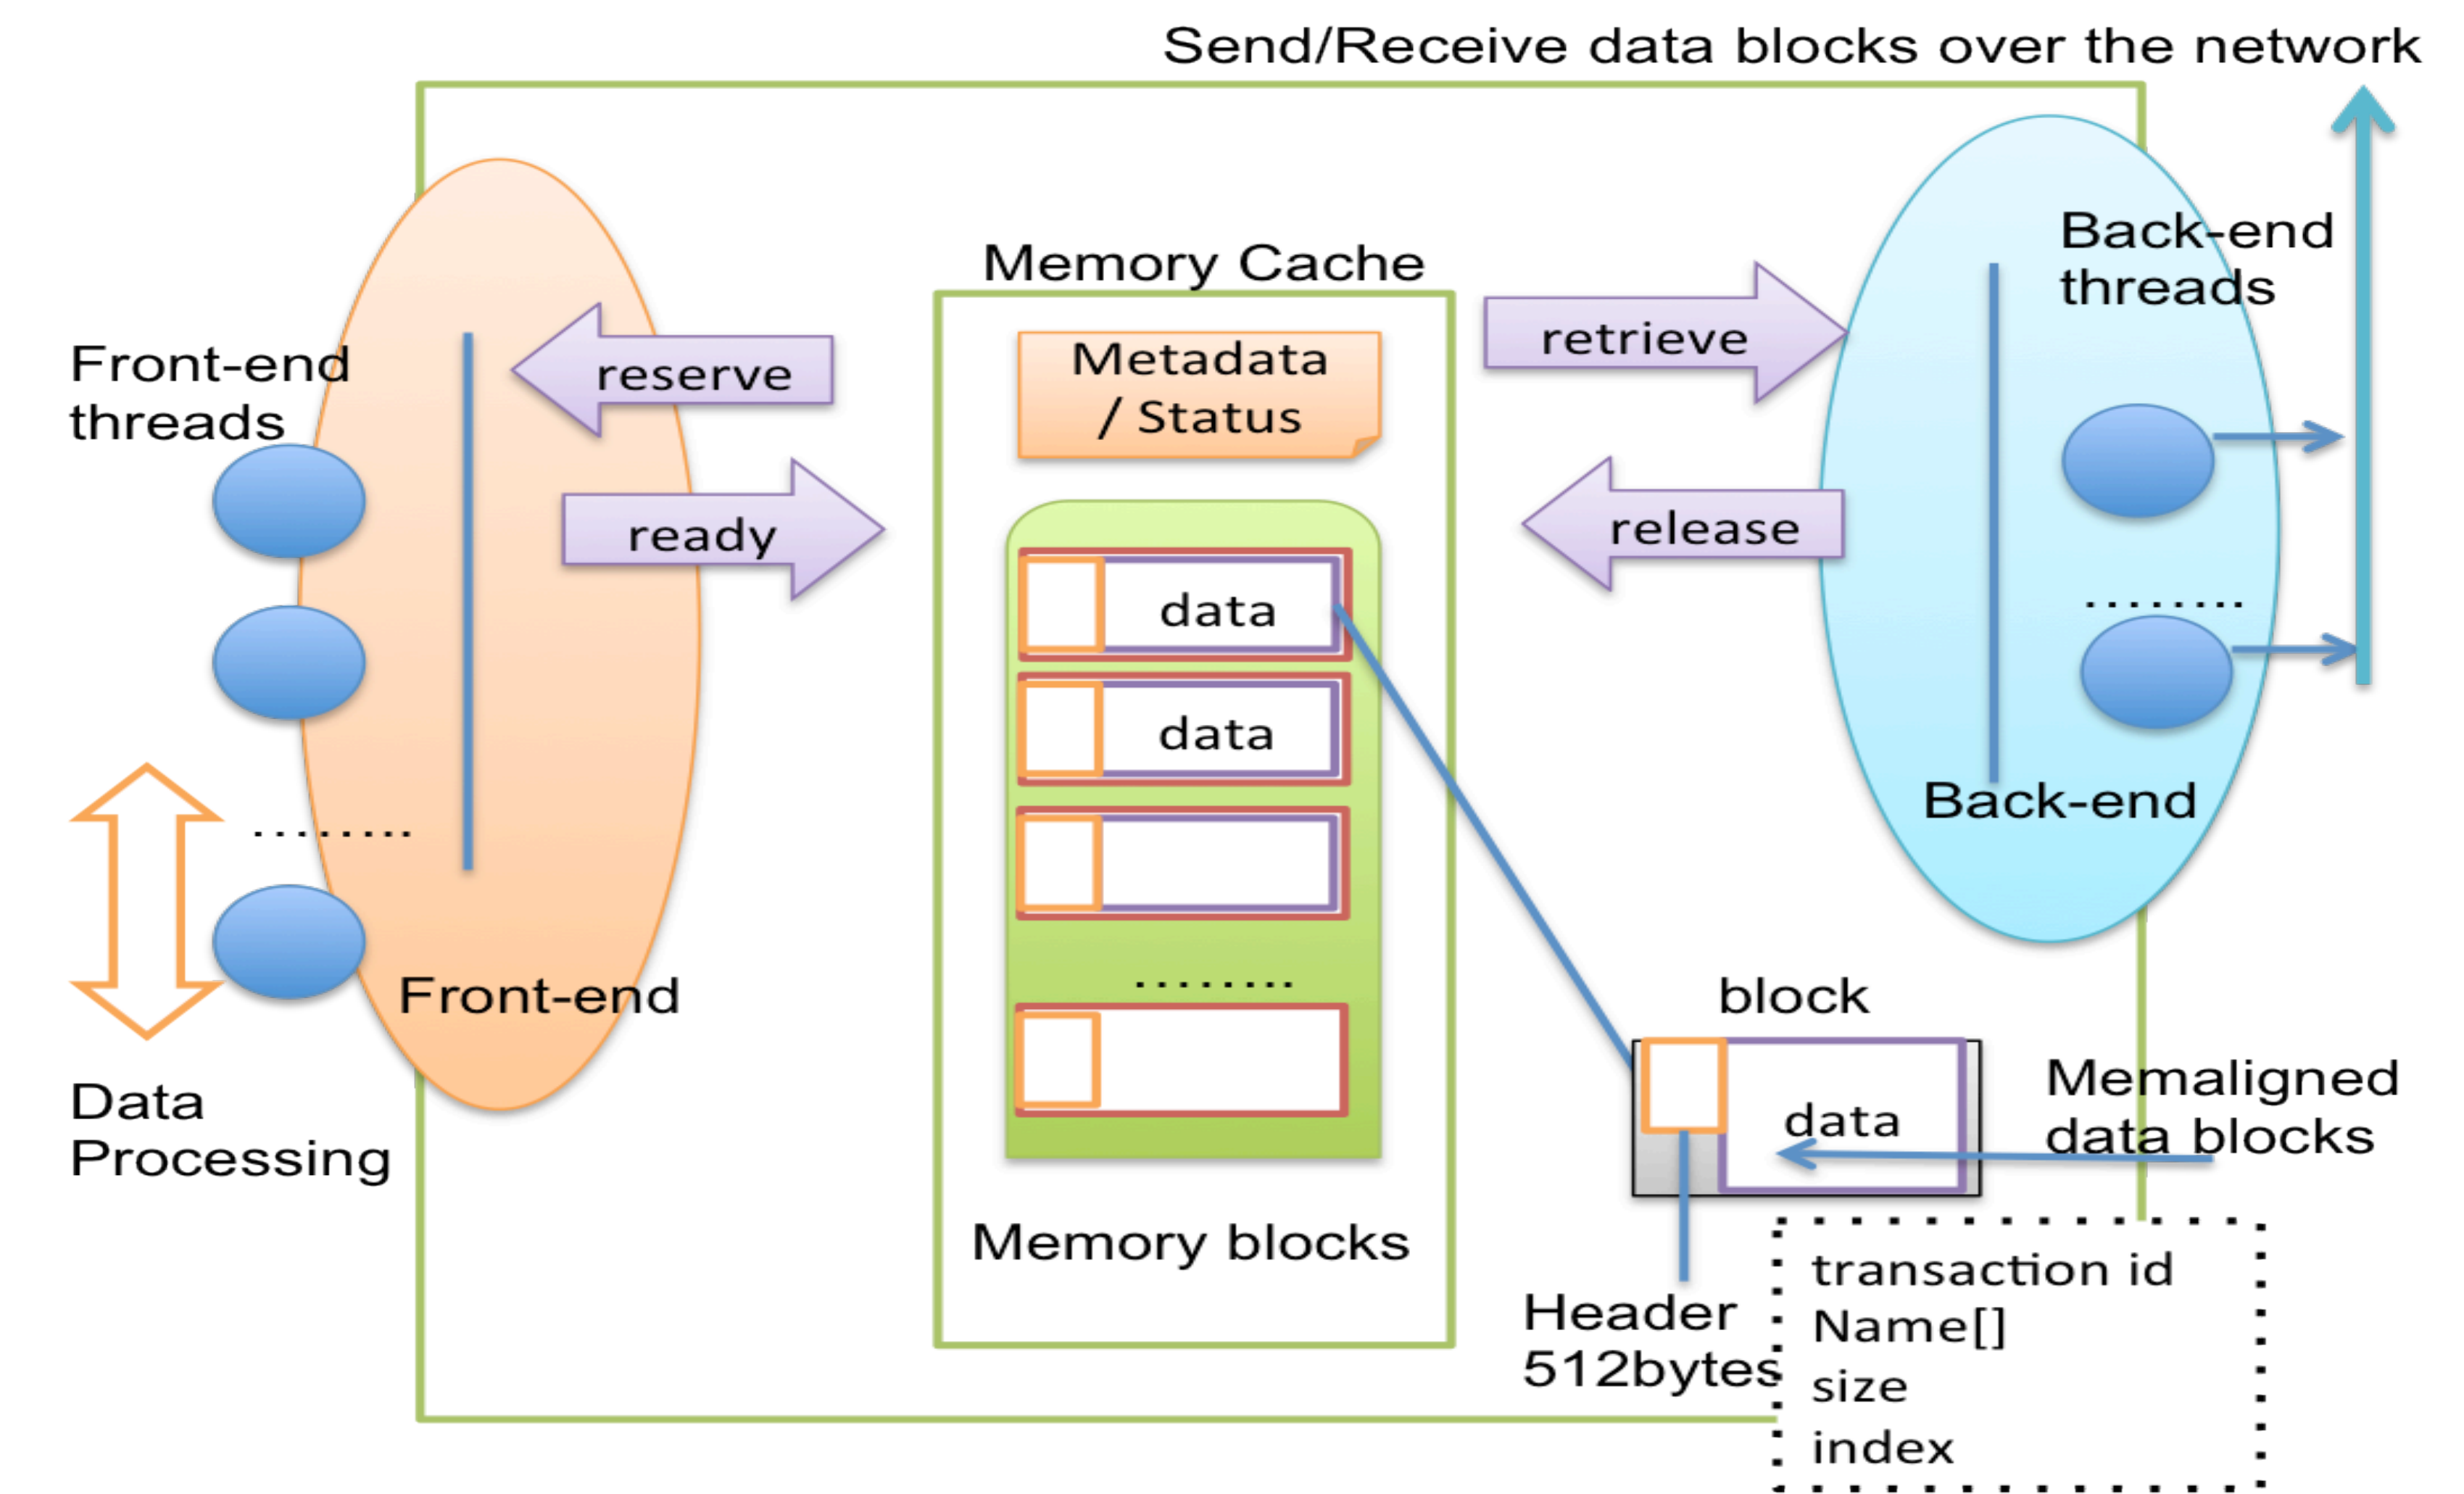 Send/Receive data blocks over the network
Memory Cache
Back-end
threads
Front-end
threads
reserve
ready
Metadata
/ Status
retrieve
release
data
data
........
........
........
Back-end
Front-end
Data
Processing
Memory blocks
block
data
Memaligned
data blocks
Header
512bytes
transaction id
Name[]
size
index